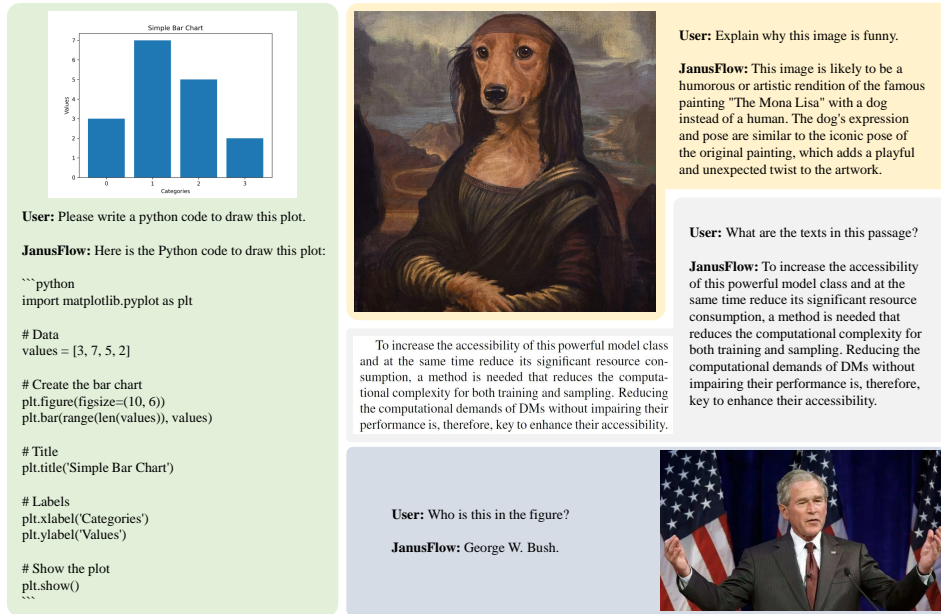 Simple Bar Chart
7
6
5
4
3
2
1
0
Values
0 1 2 3
Categories
User: Please write a python code to draw this plot.
JanusFlow: Here is the Python code to draw this plot:
```python
import matplotlib.pyplot as plt
# Data
values = [3, 7, 5, 2]
# Create the bar chart
plt.figure(figsize=(10, 6))
plt.bar(range(len(values)), values)
# Title
plt.title('Simple Bar Chart')
# Labels
plt.xlabel('Categories')
plt.ylabel('Values')
# Show the plot
plt.show()
```
User: Explain why this image is funny.
JanusFlow: This image is likely to be a
humorous or artistic rendition of the famous
painting "The Mona Lisa" with a dog
instead of a human. The dog's expression
and pose are similar to the iconic pose of
the original painting, which adds a playful
and unexpected twist to the artwork.
To increase the accessibility of this powerful model class
and at the same time reduce its significant resource con-
sumption, a method is needed that reduces the computa-
tional complexity for both training and sampling. Reducing
the computational demands of DMs without impairing their
performance is, therefore, key to enhance their accessibility.
User: What are the texts in this passage?
JanusFlow: To increase the accessibility
of this powerful model class and at the
same time reduce its significant resource
consumption, a method is needed that
reduces the computational complexity for
both training and sampling. Reducing the
computational demands of DMs without
impairing their performance is, therefore,
key to enhance their accessibility.
User: Who is this in the figure?
JanusFlow: George W. Bush.